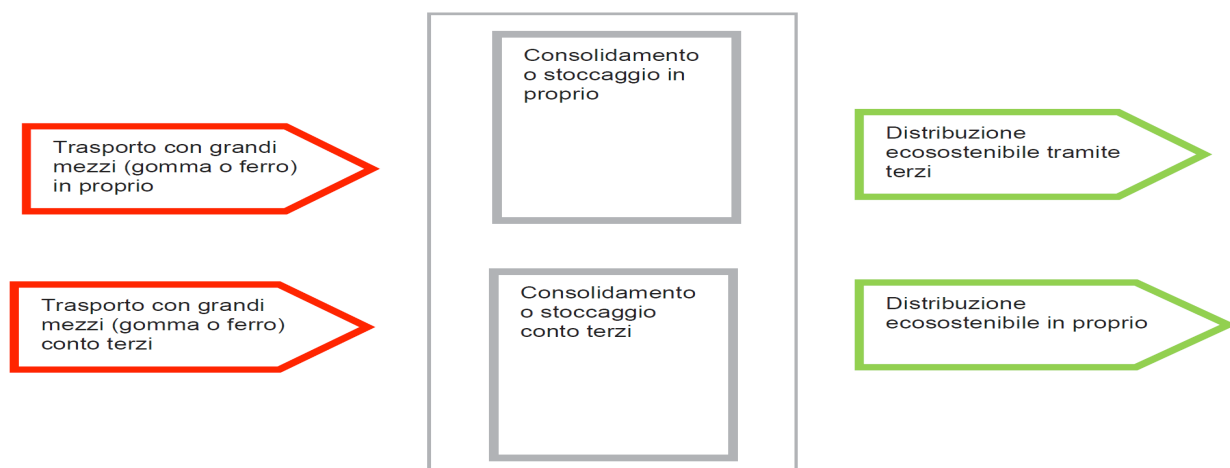 Consolidamento
o stoccaggio in
proprio
Trasporto con grandi
mezzi (gomma o ferro)
in proprio
Distribuzione
ecosostenibile tramite
terzi
Trasporto con grandi
mezzi (gomma o ferro)
conto terzi
Consolidamento
o stoccaggio
conto terzi
Distribuzione
ecosostenibile in proprio